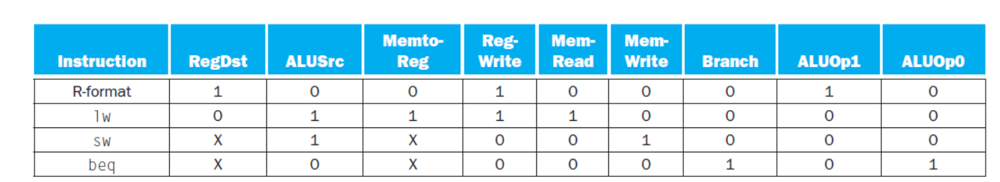 Instruction RegDst ALUSrc Memto-Reg Reg-Write Mem-Read Mem-Write Branch ALUOp1 ALUOp0
R-format 1 0 0 1 0 0 0 1 0
lw 0 1 1 1 1 0 0 0 0
sw X 1 X 0 0 1 0 0 0
beq X 0 X 0 0 0 1 0 1